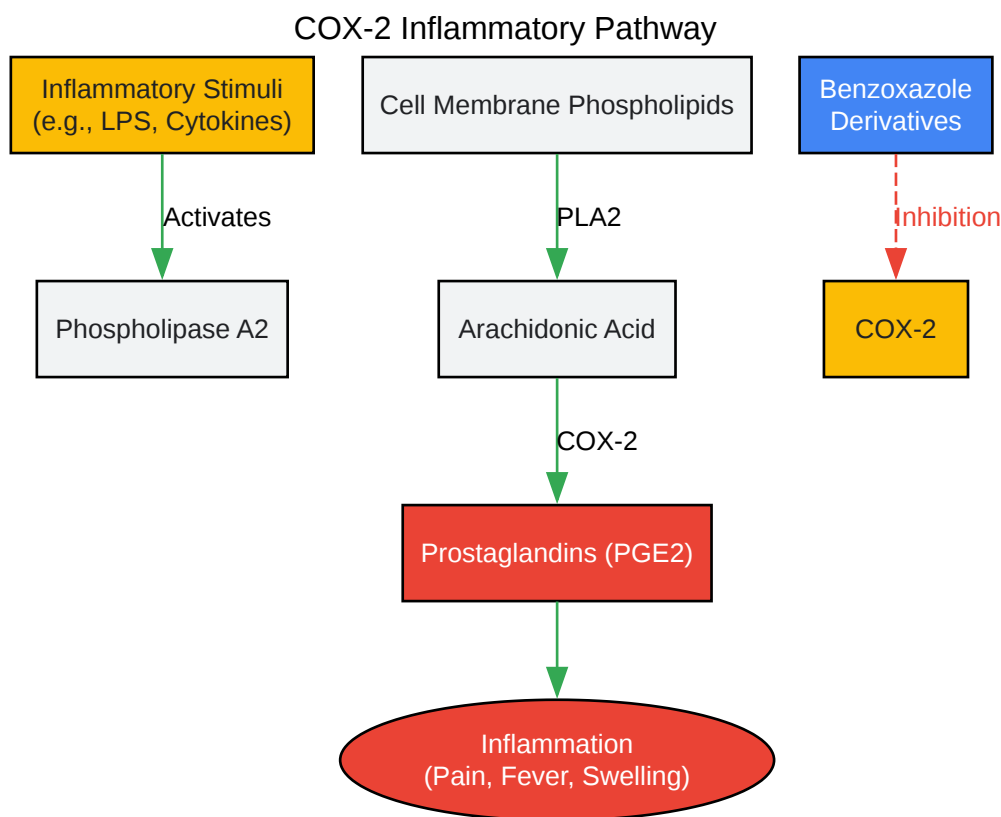 COX-2 Inflammatory Pathway
Inflammatory Stimuli
(e.g., LPS, Cytokines)
Cell Membrane Phospholipids
Benzoxazole
Derivatives
Activates
PLA2
Inhibition
Phospholipase A2
Arachidonic Acid
COX-2
COX-2
Prostaglandins (PGE2)
Inflammation
(Pain, Fever, Swelling)